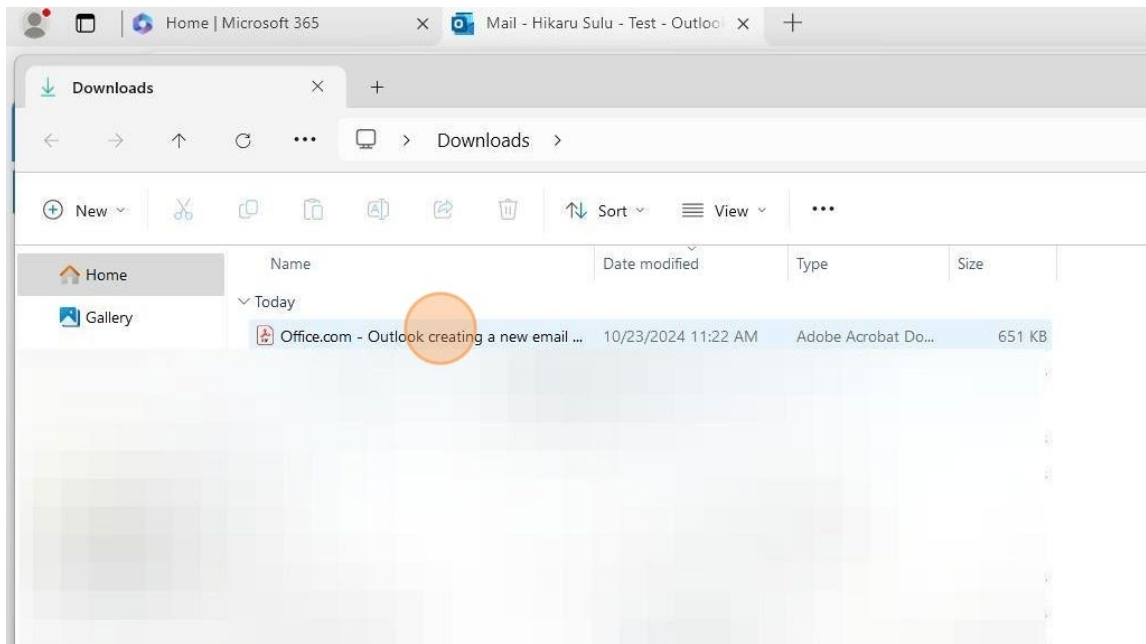 Home | Microsoft 365
Mail - Hikaru Sulu - Test - Outloo
Downloads
Downloads
New
Sort
View
Home
Gallery
Name
Date modified
Type
Size
Today
Office.com - Outlook creating a new email ...
10/23/2024 11:22 AM
Adobe Acrobat Do...
651 KB